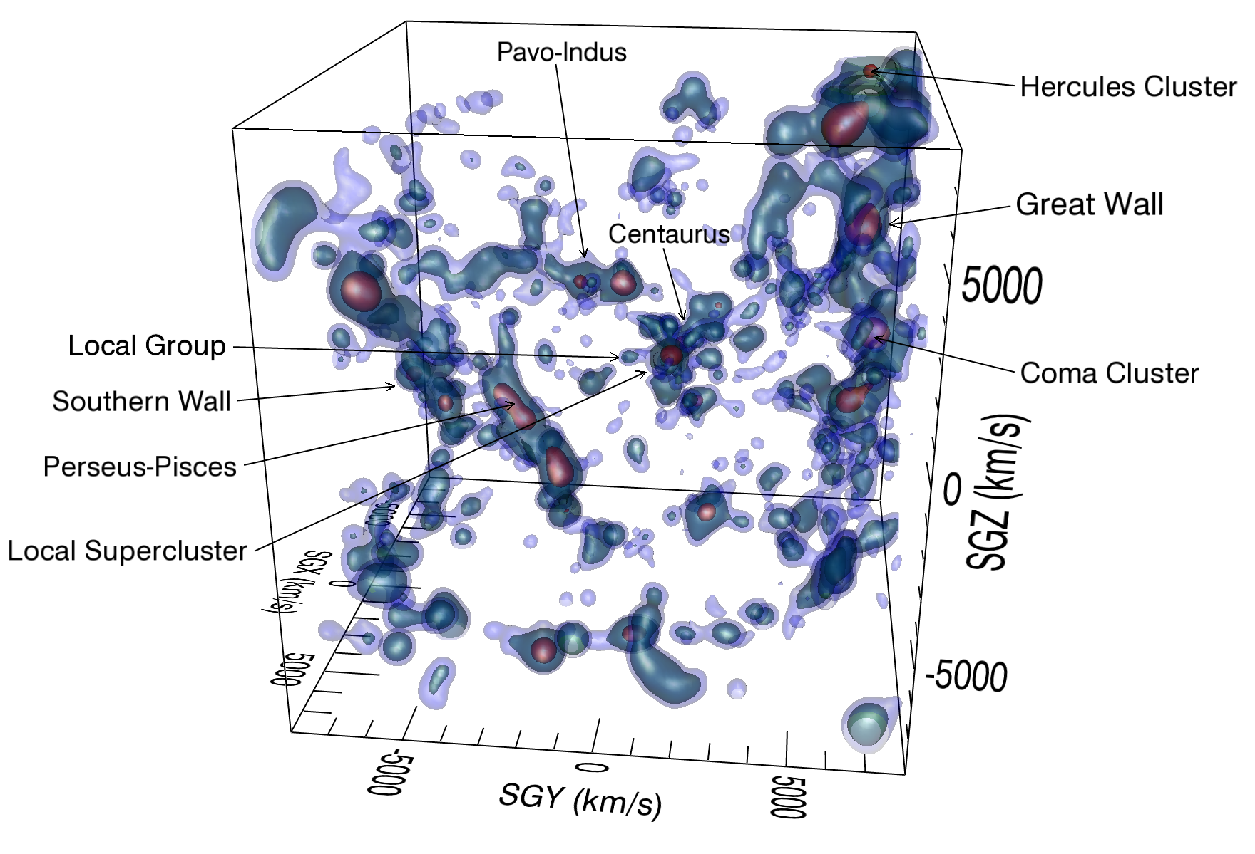 Pavo-Indus
Hercules Cluster
Great Wall
Centaurus
5000
Local Group
Coma Cluster
Southern Wall
Perseus-Pisces
0
SGZ (km/s)
5000
Local Supercluster
SGX (km/s)
0
5000
-5000
-5000
0
5000
SGY (km/s)